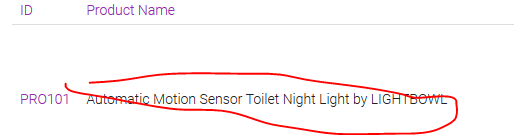 ID Product Name
PRO101 Automatic Motion Sensor Toilet Night Light by LIGHTBOWL